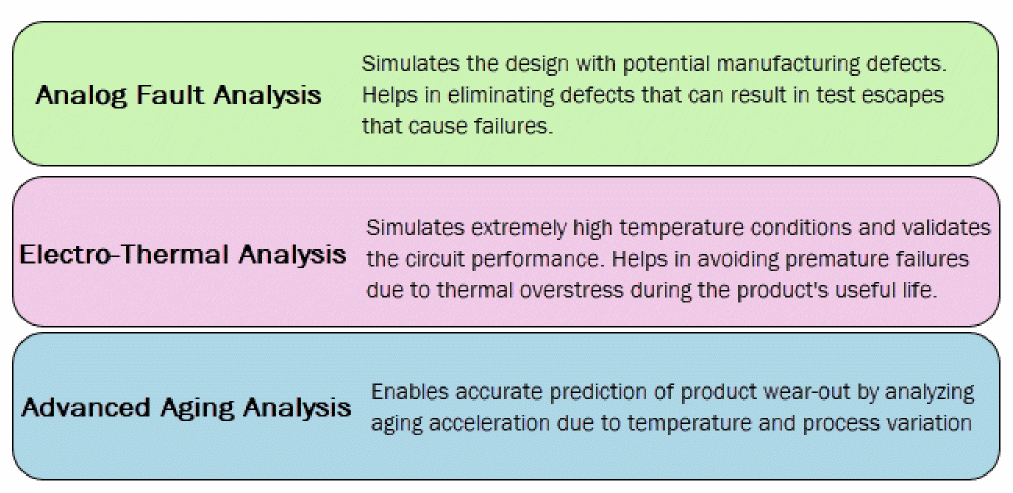 Analog Fault Analysis
Simulates the design with potential manufacturing defects.
Helps in eliminating defects that can result in test escapes
that cause failures.
Electro-Thermal Analysis
Simulates extremely high temperature conditions and validates
the circuit performance. Helps in avoiding premature failures
due to thermal overstress during the product's useful life.
Advanced Aging Analysis
Enables accurate prediction of product wear-out by analyzing
aging acceleration due to temperature and process variation